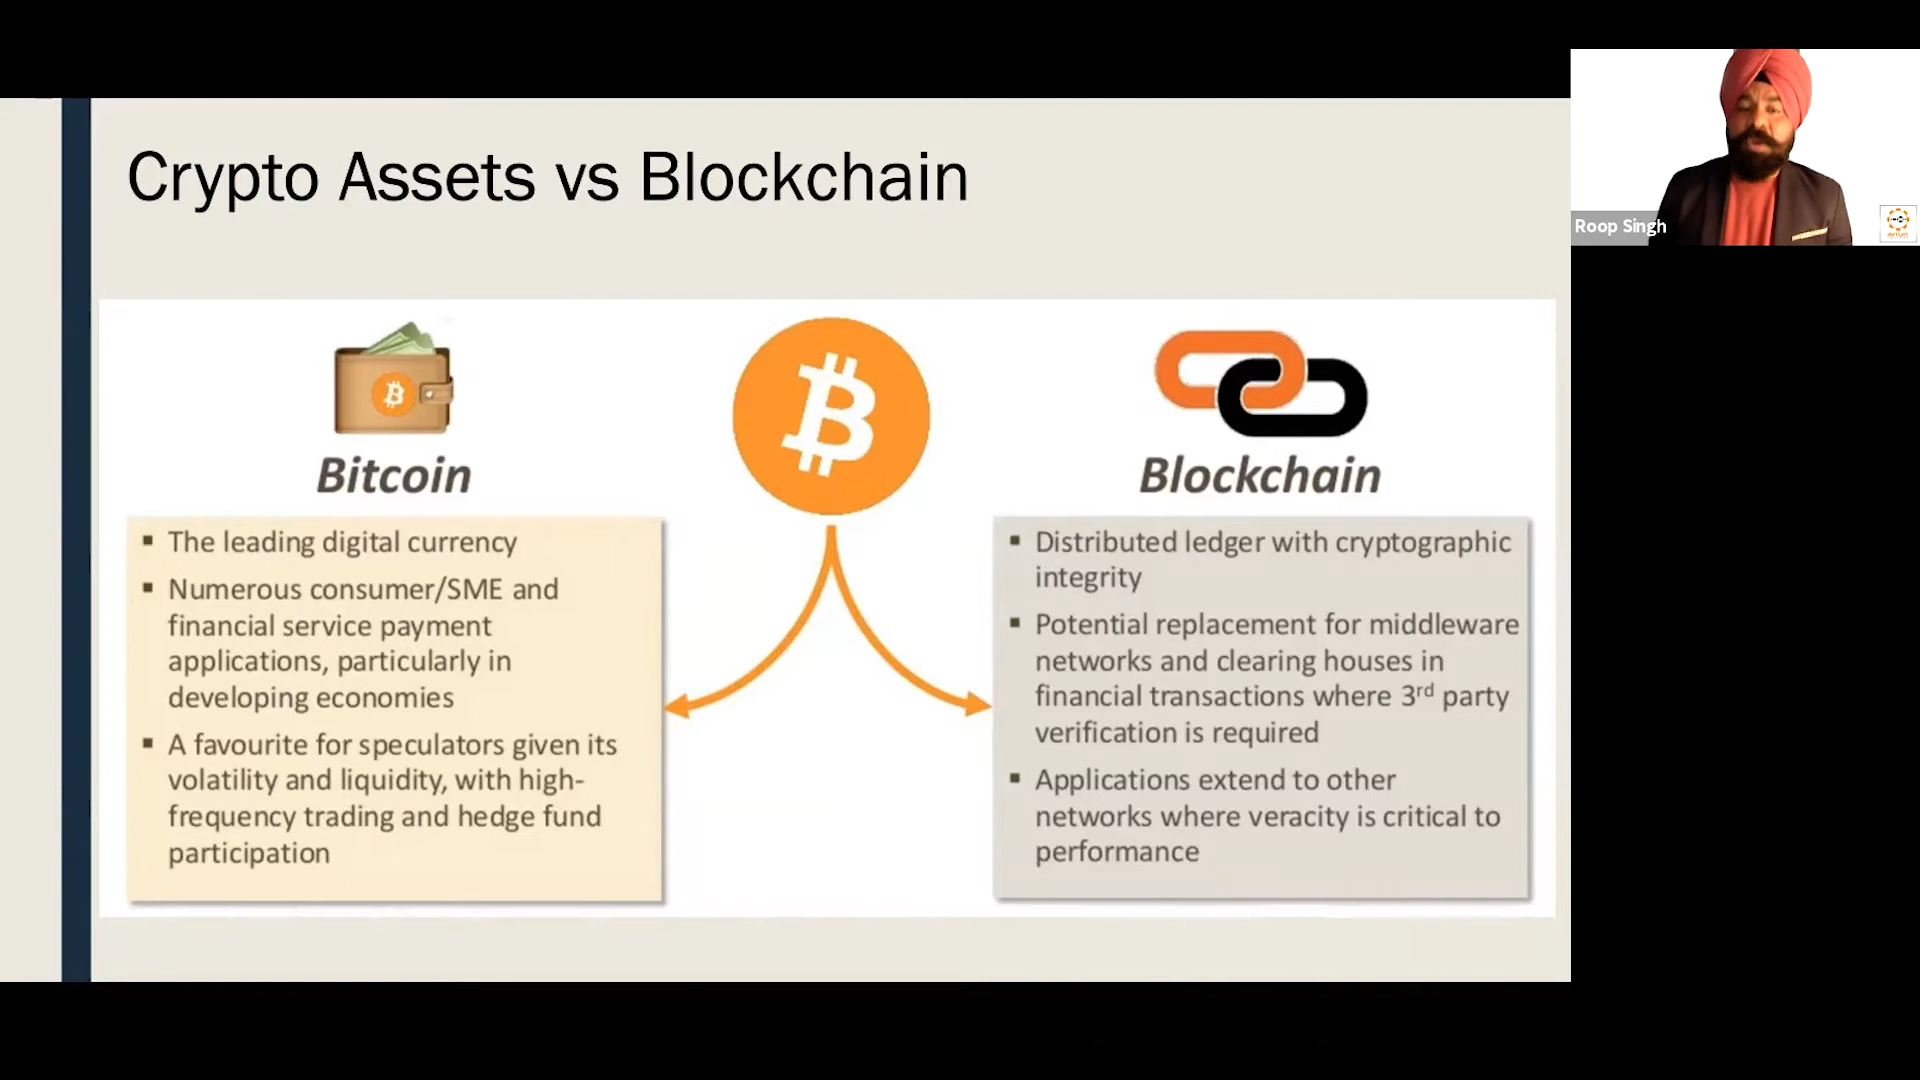 Crypto Assets vs Blockchain
Roop Singh
Bitcoin
▪ The leading digital currency
▪ Numerous consumer/SME and
financial service payment
applications, particularly in
developing economies
▪ A favourite for speculators given its
volatility and liquidity, with high-
frequency trading and hedge fund
participation
Blockchain
▪ Distributed ledger with cryptographic
integrity
▪ Potential replacement for middleware
networks and clearing houses in
financial transactions where 3rd party
verification is required
▪ Applications extend to other
networks where veracity is critical to
performance